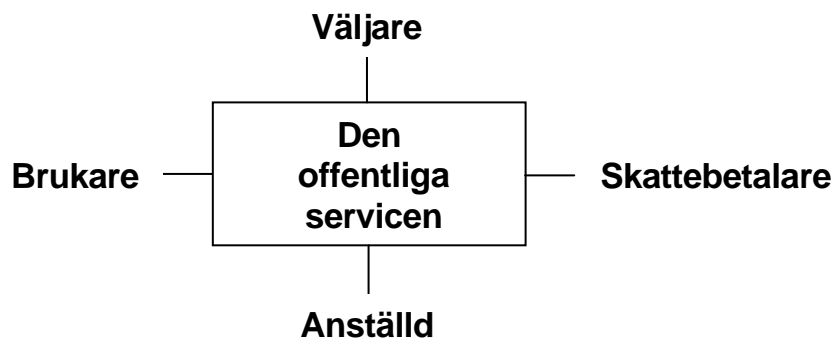 Väljare
Den
offentliga
servicen
Brukare
Skattebetalare
Anställd